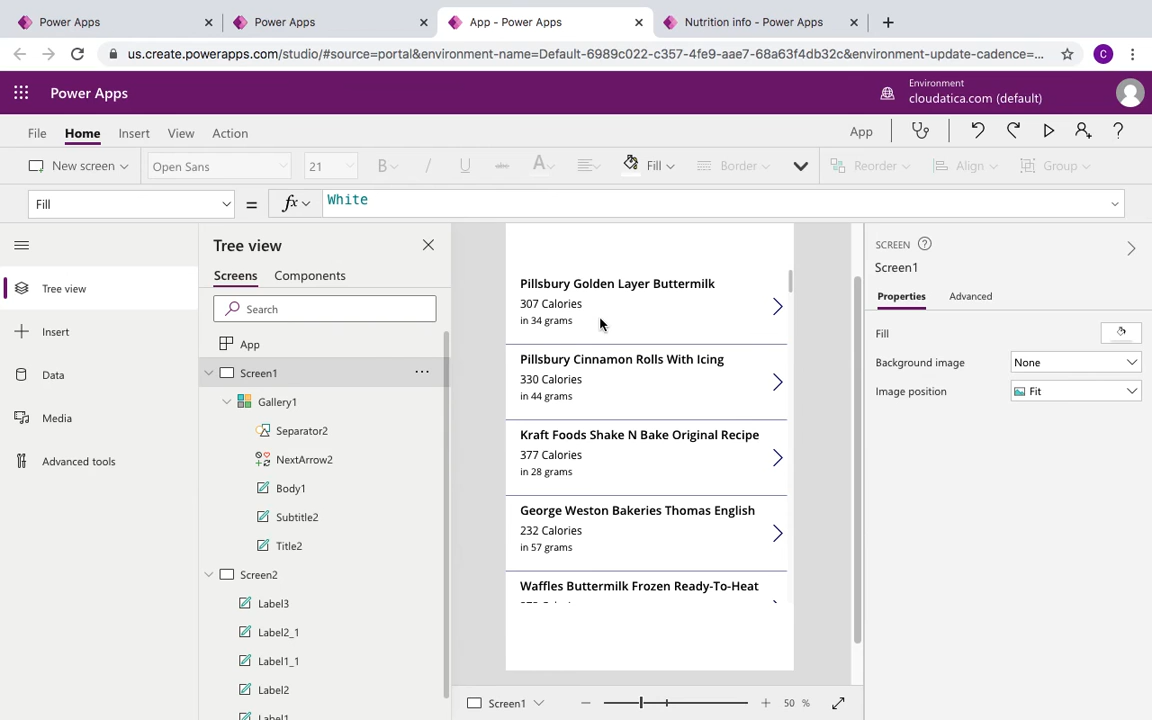 Power Apps
Power Apps
App - Power Apps
Nutrition info - Power Apps
us.create.powerapps.com/studio/#source=portal&environment-name=Default-6989c022-c357-4fe9-aae7-68a63f4db32c&environment-update-cadence=...
C
Power Apps
Environment
cloudatica.com (default)
File Home Insert View Action
App
New screen
Open Sans
21
B
Fill
Border
Reorder
Align
Group
Fill
= fx
White
Tree view
Insert
Data
Media
Advanced tools
Tree view
Screens Components
Search
App
Screen1
Gallery1
Separator2
NextArrow2
Body1
Subtitle2
Title2
Screen2
Label3
Label2_1
Label1_1
Label2
Label1
Pillsbury Golden Layer Buttermilk
307 Calories
in 34 grams
Pillsbury Cinnamon Rolls With Icing
330 Calories
in 44 grams
Kraft Foods Shake N Bake Original Recipe
377 Calories
in 28 grams
George Weston Bakeries Thomas English
232 Calories
in 57 grams
Waffles Buttermilk Frozen Ready-To-Heat
Screen1
50 %
SCREEN
Screen1
Properties Advanced
Fill
Background image
None
Image position
Fit